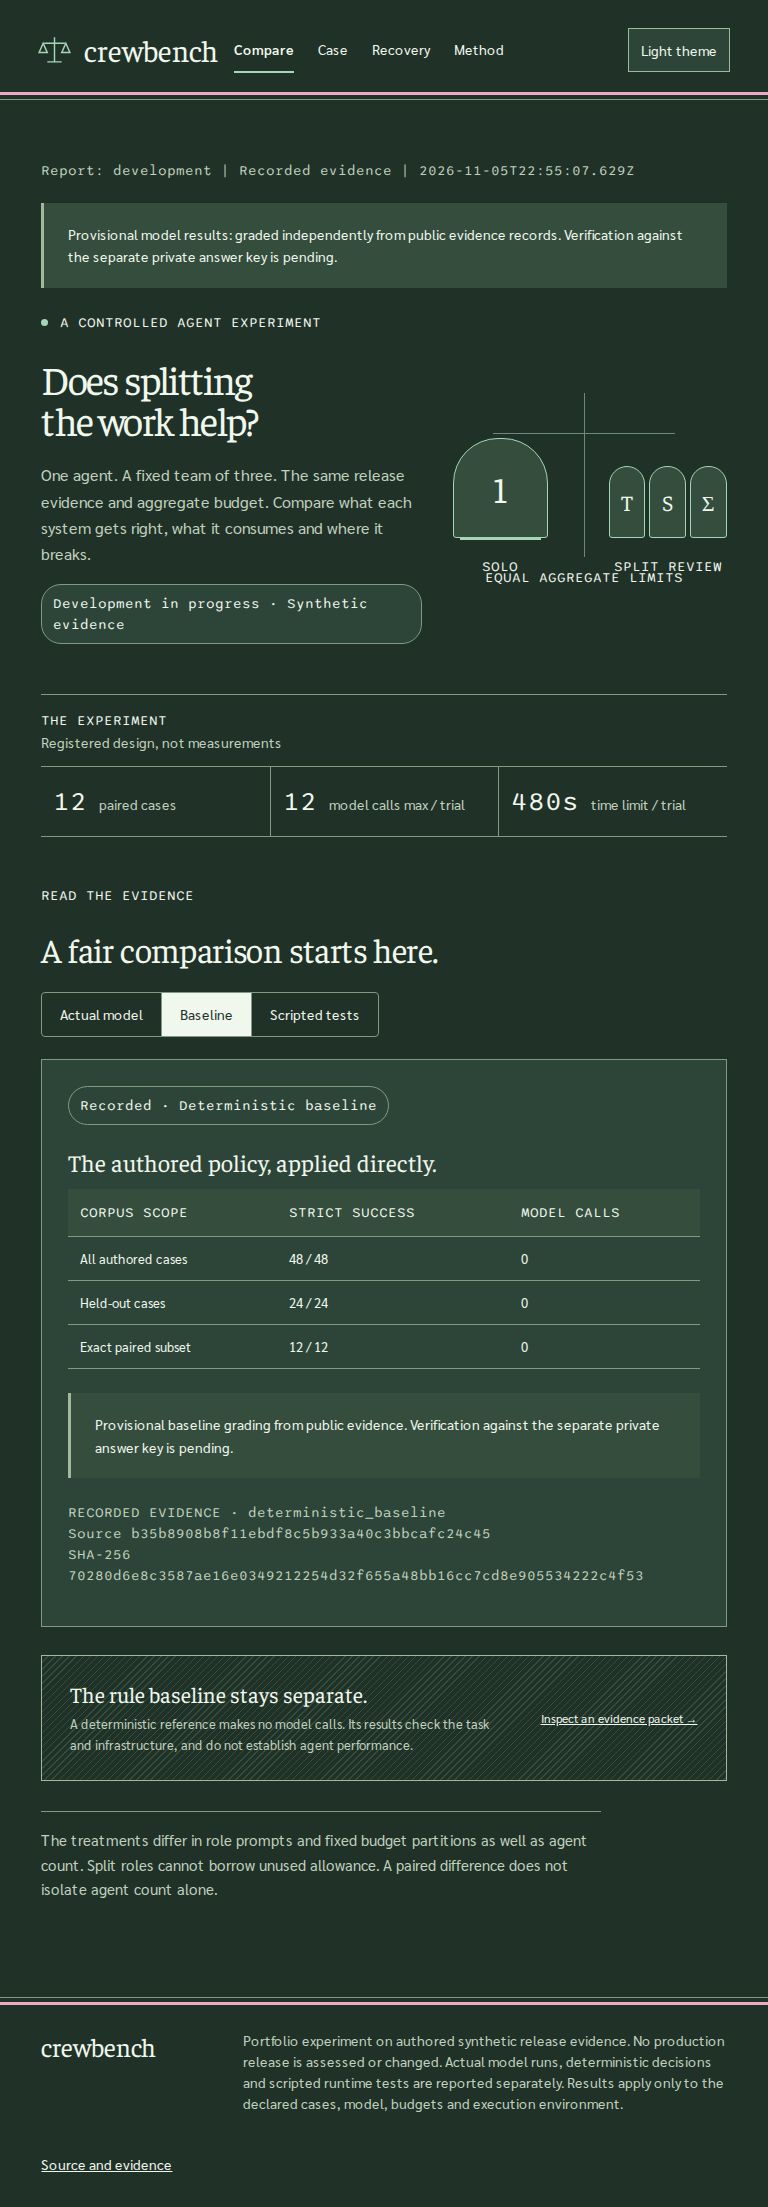 crewbench Compare Case Recovery Method Light theme
Report: development | Recorded evidence | 2026-11-05T22:55:07.629Z
Provisional model results: graded independently from public evidence records. Verification against
the separate private answer key is pending.
A CONTROLLED AGENT EXPERIMENT
Does splitting
the work help?
One agent. A fixed team of three. The same release
evidence and aggregate budget. Compare what each
system gets right, what it consumes and where it
breaks.
Development in progress · Synthetic
evidence
1
T S Σ
SOLO SPLIT REVIEW
EQUAL AGGREGATE LIMITS
THE EXPERIMENT
Registered design, not measurements
12 paired cases 12 model calls max / trial 480s time limit / trial
READ THE EVIDENCE
A fair comparison starts here.
Actual model Baseline Scripted tests
Recorded · Deterministic baseline
The authored policy, applied directly.
CORPUS SCOPE STRICT SUCCESS MODEL CALLS
All authored cases 48 / 48 0
Held-out cases 24 / 24 0
Exact paired subset 12 / 12 0
Provisional baseline grading from public evidence. Verification against the separate private
answer key is pending.
RECORDED EVIDENCE · deterministic_baseline
Source b35b8908b8f11ebdf8c5b933a40c3bbcafc24c45
SHA-256
70280d6e8c3587ae16e0349212254d32f655a48bb16cc7cd8e905534222c4f53
The rule baseline stays separate.
A deterministic reference makes no model calls. Its results check the task
and infrastructure, and do not establish agent performance.
Inspect an evidence packet →
The treatments differ in role prompts and fixed budget partitions as well as agent
count. Split roles cannot borrow unused allowance. A paired difference does not
isolate agent count alone.
crewbench
Portfolio experiment on authored synthetic release evidence. No production
release is assessed or changed. Actual model runs, deterministic decisions
and scripted runtime tests are reported separately. Results apply only to the
declared cases, model, budgets and execution environment.
Source and evidence